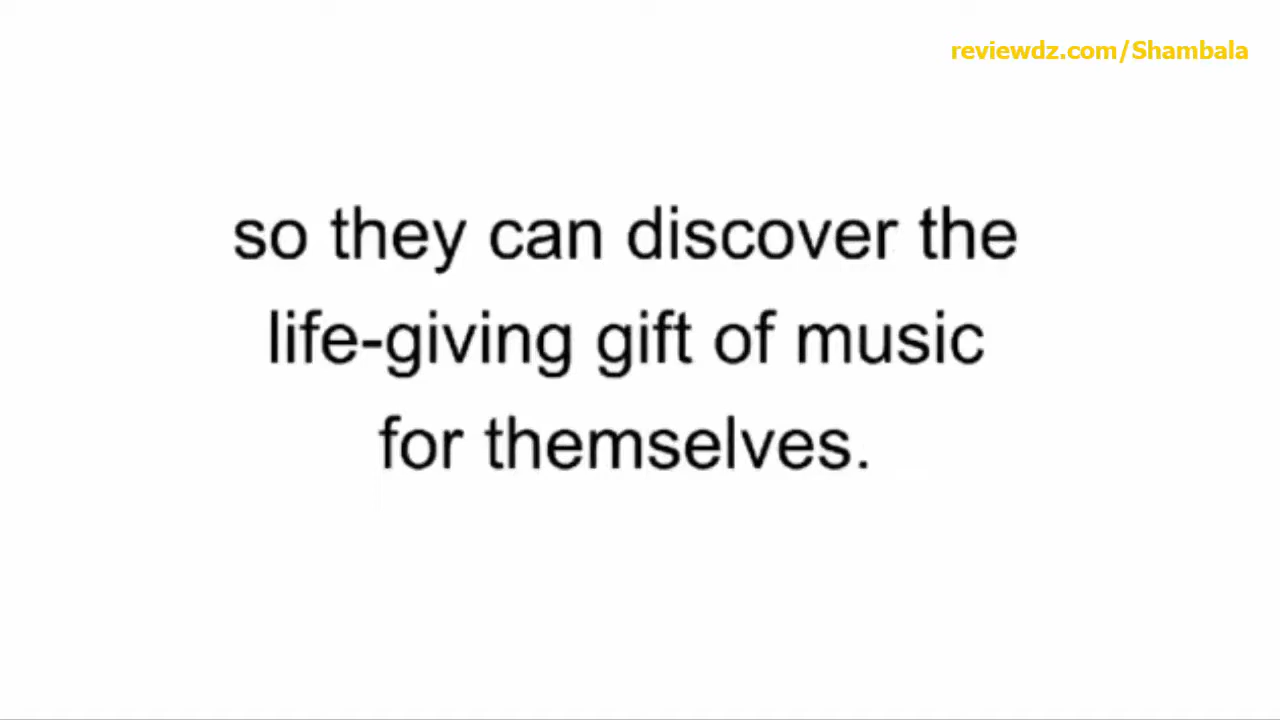 reviewdz.com/Shambala
so they can discover the
life-giving gift of music
for themselves.